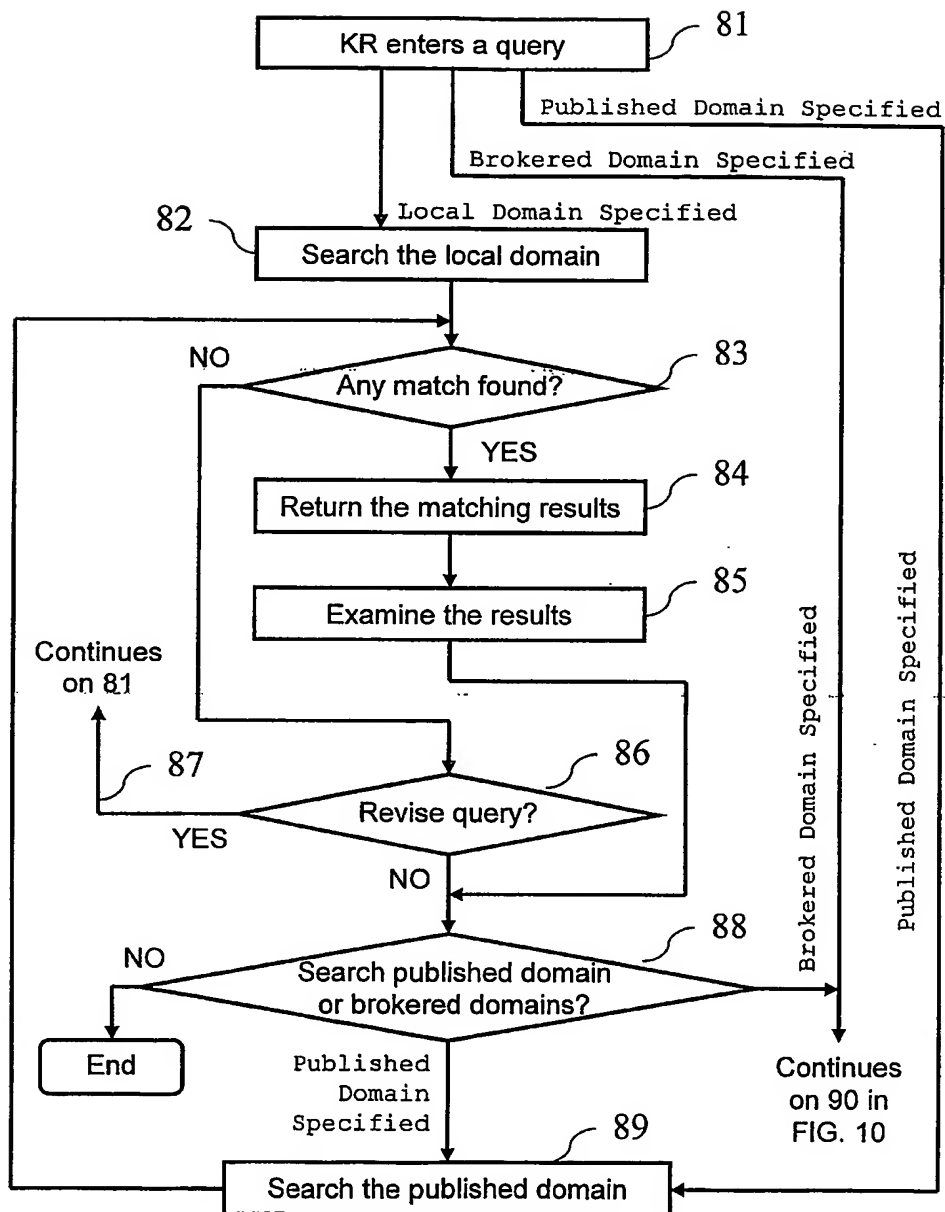 81
KR enters a query
Published Domain Specified
Brokered Domain Specified
Local Domain Specified
82
Search the local domain
NO
83
Any match found?
YES
84
Return the matching results
85
Examine the results
Continues
on 81
87
86
Revise query?
YES
NO
88
NO
Search published domain
or brokered domains?
End
Published
Domain
Specified
Brokered Domain Specified
Published Domain Specified
Continues
on 90 in
FIG. 10
89
Search the published domain